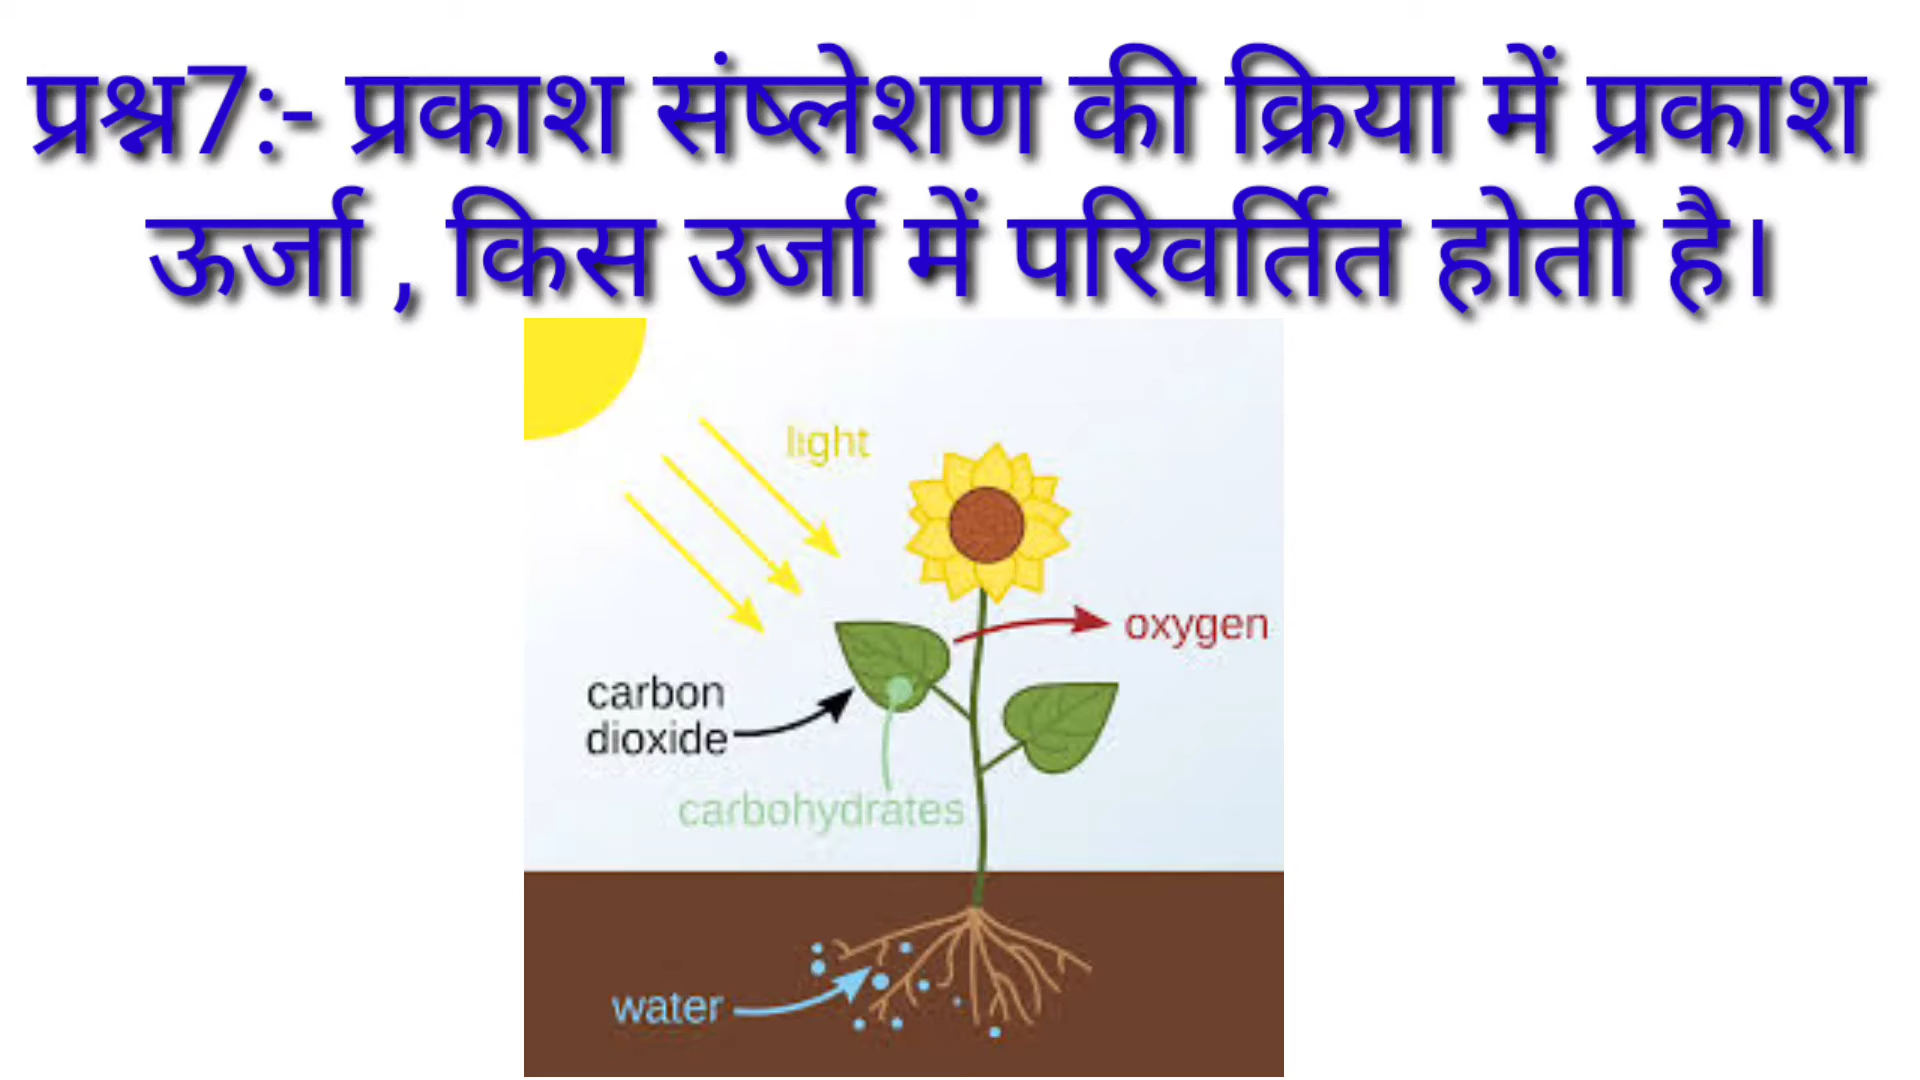 प्रश्न7:- प्रकाश संष्लेशण की क्रिया में प्रकाश
ऊर्जा , किस उर्जा में परिवर्तित होती है।
light
oxygen
carbon
dioxide
carbohydrates
water